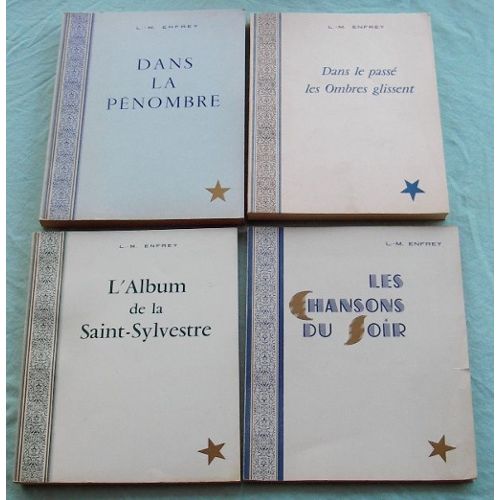 L.-M. ENFREY
DANS
LA
PÉNOMBRE
L.-M. ENFREY
Dans le passé
les Ombres glissent
L.-M. ENFREY
L'Album
de la
Saint-Sylvestre
L.-M. ENFREY
LES
CHANSONS
DU SOIR